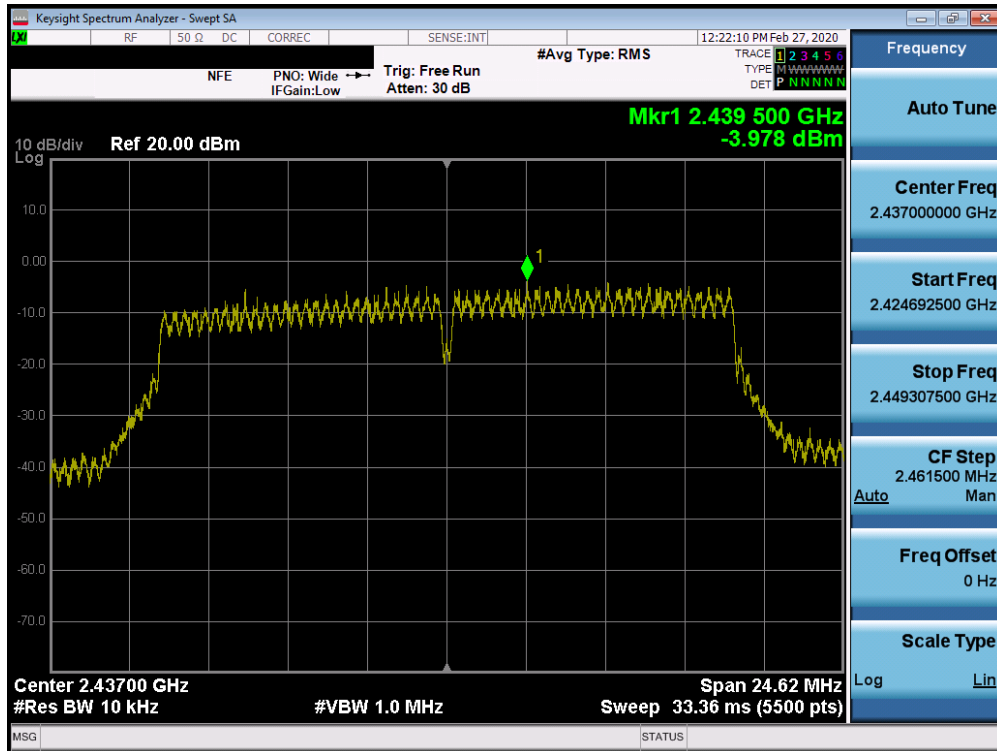 Keysight Spectrum Analyzer - Swept SA
LXI RF 50 Ω DC CORREC SENSE:INT 12:22:10 PM Feb 27, 2020
NFE PNO: Wide Trig: Free Run #Avg Type: RMS TRACE 1 2 3 4 5 6
IFGain:Low Atten: 30 dB TYPE M WWWWW
DET P N N N N N
Mkr1 2.439 500 GHz
-3.978 dBm
10 dB/div Ref 20.00 dBm
Log
10.0
0.00
1
-10.0
-20.0
-30.0
-40.0
-50.0
-60.0
-70.0
Center 2.43700 GHz Span 24.62 MHz
#Res BW 10 kHz #VBW 1.0 MHz Sweep 33.36 ms (5500 pts)
MSG STATUS
Frequency
Auto Tune
Center Freq
2.437000000 GHz
Start Freq
2.424692500 GHz
Stop Freq
2.449307500 GHz
CF Step
2.461500 MHz
Auto Man
Freq Offset
0 Hz
Scale Type
Log Lin